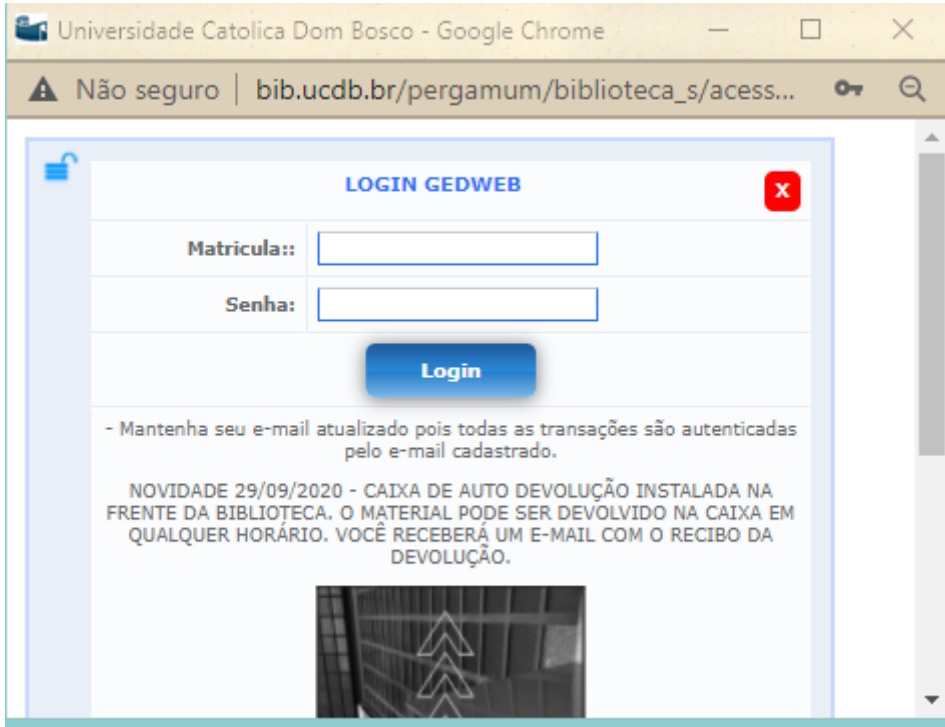 Universidade Catolica Dom Bosco - Google Chrome
Não seguro | bib.ucdb.br/pergamum/biblioteca_s/acess...
LOGIN GEDWEB
x
Matricula::
Senha:
Login
- Mantenha seu e-mail atualizado pois todas as transações são autenticadas
pelo e-mail cadastrado.
NOVIDADE 29/09/2020 - CAIXA DE AUTO DEVOLUÇÃO INSTALADA NA
FRENTE DA BIBLIOTECA. O MATERIAL PODE SER DEVOLVIDO NA CAIXA EM
QUALQUER HORÁRIO. VOCÊ RECEBERÁ UM E-MAIL COM O RECIBO DA
DEVOLUÇÃO.